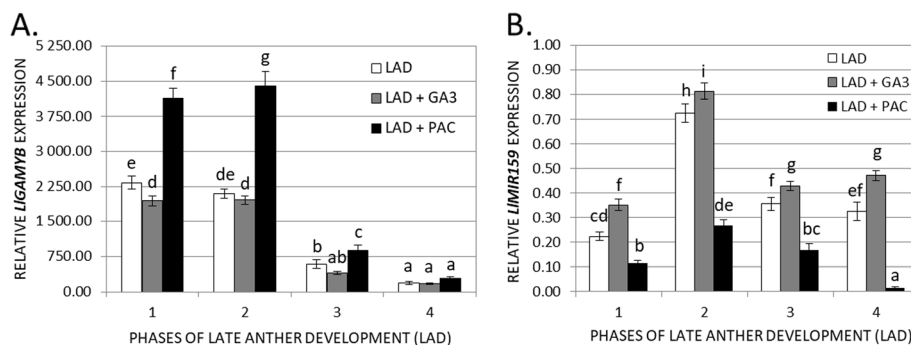 A.
RELATIVE LlGAMYB EXPRESSION
5 250.00
4 500.00
3 750.00
3 000.00
2 250.00
1 500.00
750.00
0.00
LAD
LAD + GA3
LAD + PAC
e d f
de d g
b ab c
a a a
1 2 3 4
PHASES OF LATE ANTHER DEVELOPMENT (LAD)
B.
RELATIVE LlMIR159 EXPRESSION
1.00
0.90
0.80
0.70
0.60
0.50
0.40
0.30
0.20
0.10
0.00
LAD
LAD + GA3
LAD + PAC
cd f b
h i de
f g bc
ef g a
1 2 3 4
PHASES OF LATE ANTHER DEVELOPMENT (LAD)